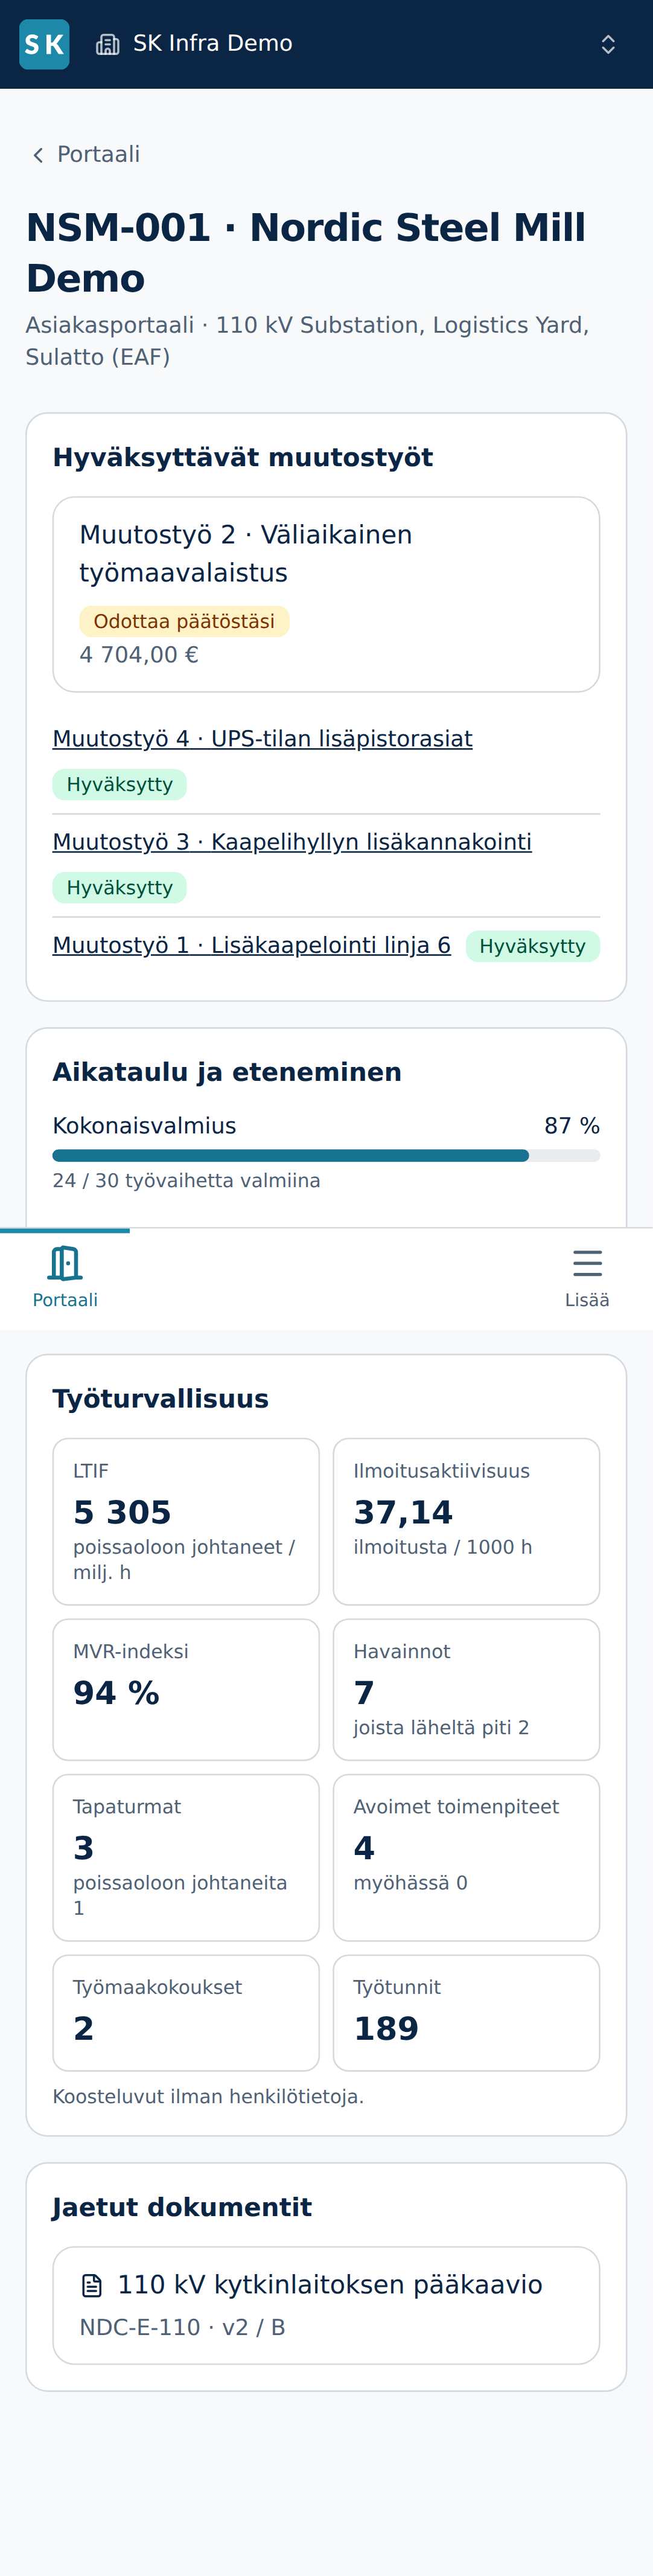 SK SK Infra Demo
Portaali
NSM-001 · Nordic Steel Mill
Demo
Asiakasportaali · 110 kV Substation, Logistics Yard,
Sulatto (EAF)
Hyväksyttävät muutostyöt
Muutostyö 2 · Väliaikainen
työmaavalaistus
Odottaa päätöstäsi
4 704,00 €
Muutostyö 4 · UPS-tilan lisäpistorasiat
Hyväksytty
Muutostyö 3 · Kaapelihyllyn lisäkannakointi
Hyväksytty
Muutostyö 1 · Lisäkaapelointi linja 6 Hyväksytty
Aikataulu ja eteneminen
Kokonaisvalmius 87 %
24 / 30 työvaihetta valmiina
Portaali Lisää
Työturvallisuus
LTIF
5 305
poissaoloon johtaneet /
milj. h
Ilmoitusaktiivisuus
37,14
ilmoitusta / 1000 h
MVR-indeksi
94 %
Havainnot
7
joista läheltä piti 2
Tapaturmat
3
poissaoloon johtaneita
1
Avoimet toimenpiteet
4
myöhässä 0
Työmaakokoukset
2
Työtunnit
189
Koosteluvut ilman henkilötietoja.
Jaetut dokumentit
110 kV kytkinlaitoksen pääkaavio
NDC-E-110 · v2 / B